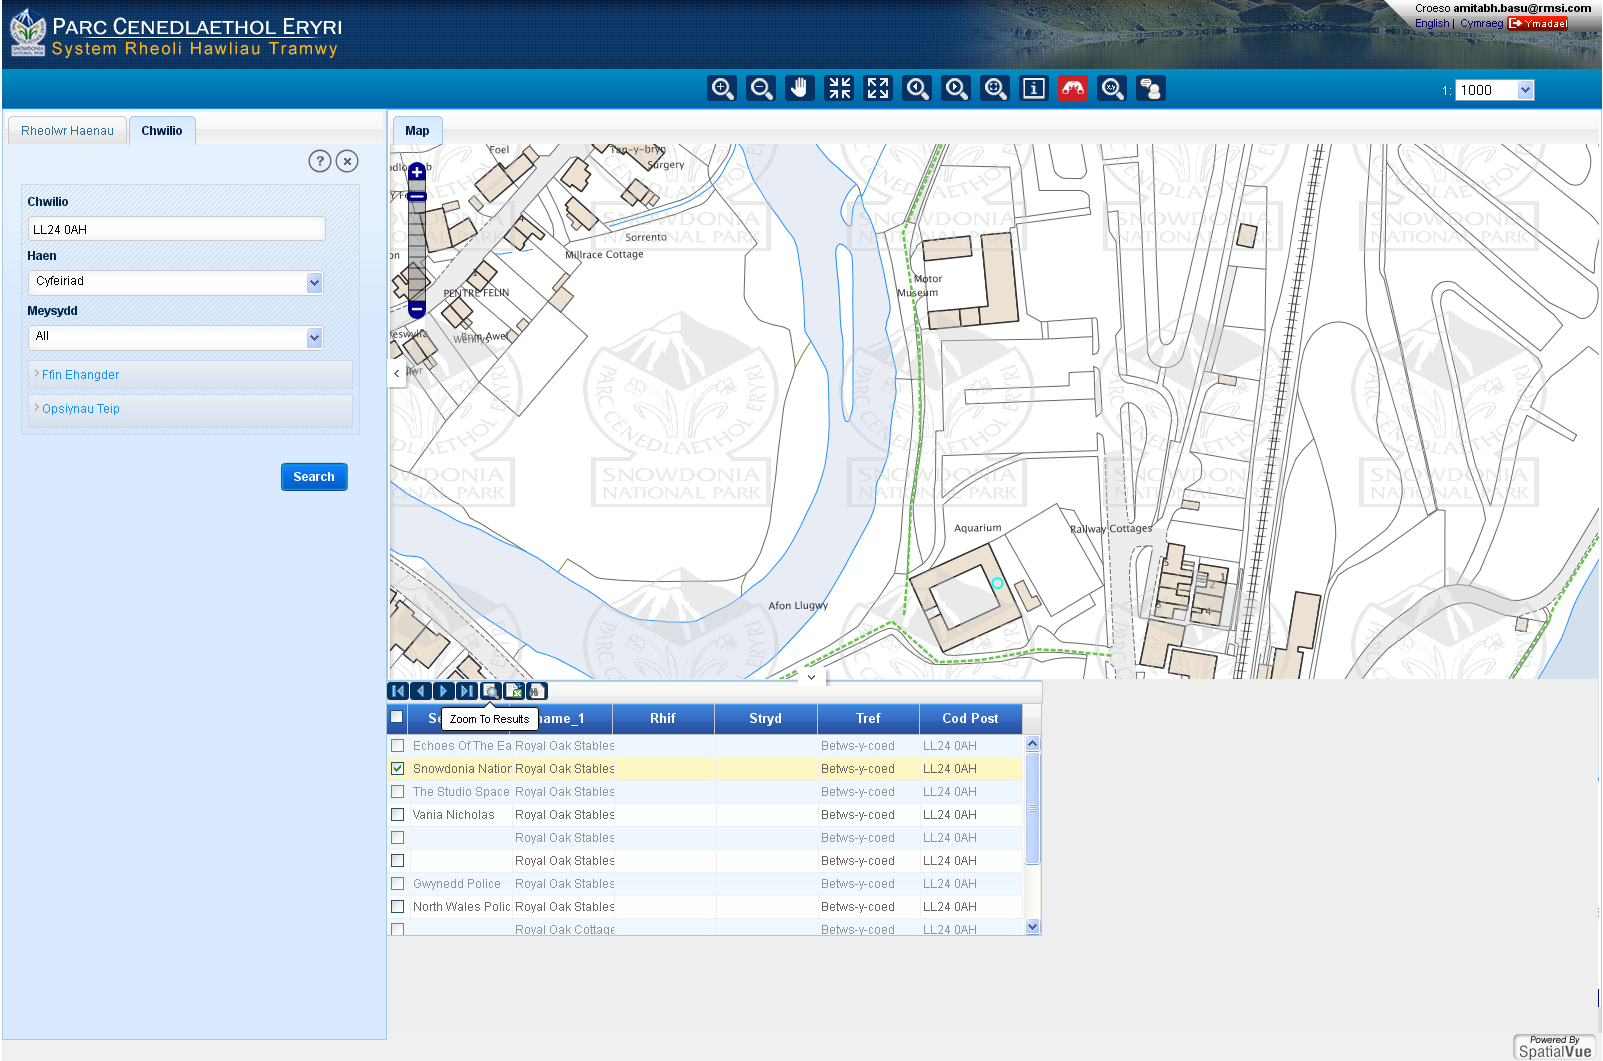 PARC CENEDLAETHOL ERYRI
System Rheoli Hawliau Tramwy
Croeso amitabh.basu@rmsi.com
English | Cymraeg Ymadael
1: 1000
Rheolwr Haenau
Chwilio
Map
Chwilio
LL24 0AH
Haen
Cyfeiriad
Meysydd
All
Ffin Ehangder
Opsiynau Teip
Search
Foel
Tan-y-bryn
Surgery
Sorrento
Millrace Cottage
PENTRE FELIN
Bryn Awel
Wenllys
Motor
Museum
Aquarium
Railway Cottages
Afon Llugwy
PARC CENEDLAETHOL ERYRI
SNOWDONIA
NATIONAL PARK
Zoom To Results
name_1 Rhif Stryd Tref Cod Post
Echoes Of The Ea Royal Oak Stables Betws-y-coed LL24 0AH
Snowdonia Nation Royal Oak Stables Betws-y-coed LL24 0AH
The Studio Space Royal Oak Stables Betws-y-coed LL24 0AH
Vania Nicholas Royal Oak Stables Betws-y-coed LL24 0AH
Royal Oak Stables Betws-y-coed LL24 0AH
Royal Oak Stables Betws-y-coed LL24 0AH
Gwynedd Police Royal Oak Stables Betws-y-coed LL24 0AH
North Wales Polic Royal Oak Stables Betws-y-coed LL24 0AH
Royal Oak Cottage Betws-y-coed LL24 0AH
Powered By
SpatialVue